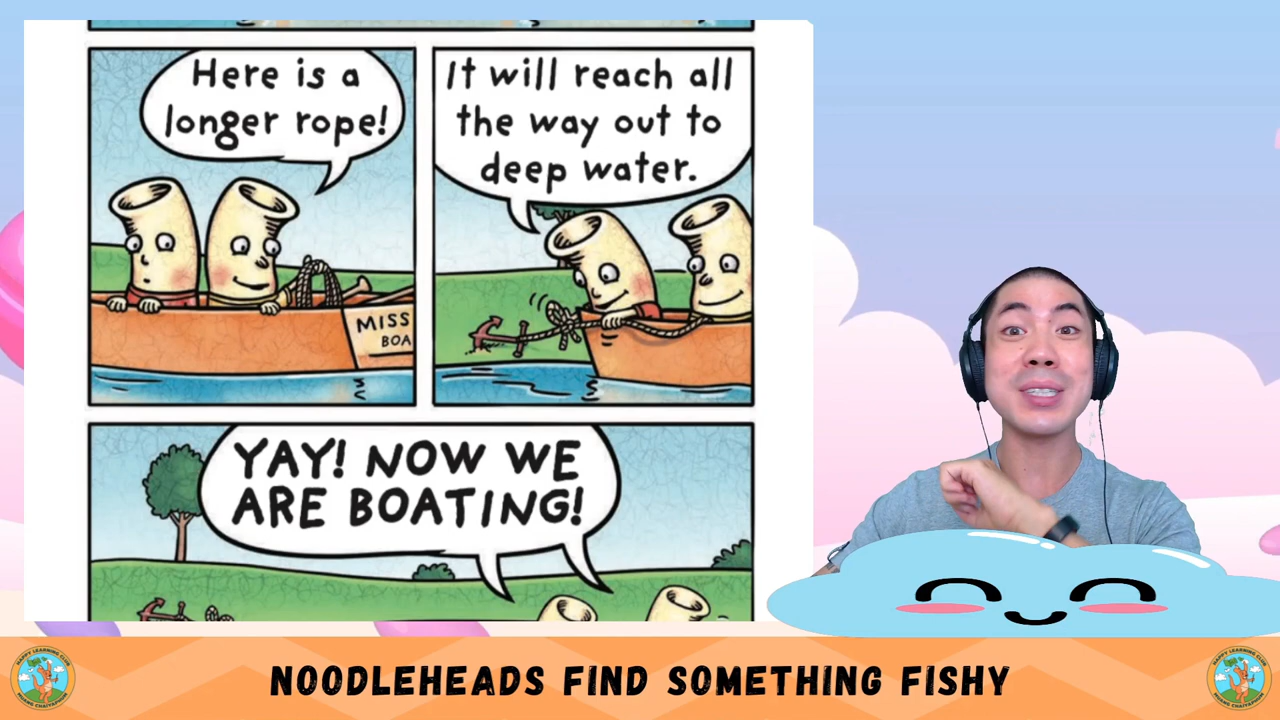 Here is a
longer rope!
It will reach all
the way out to
deep water.
MISS
BOA
YAY! NOW WE
ARE BOATING!
NOODLEHEADS FIND SOMETHING FISHY